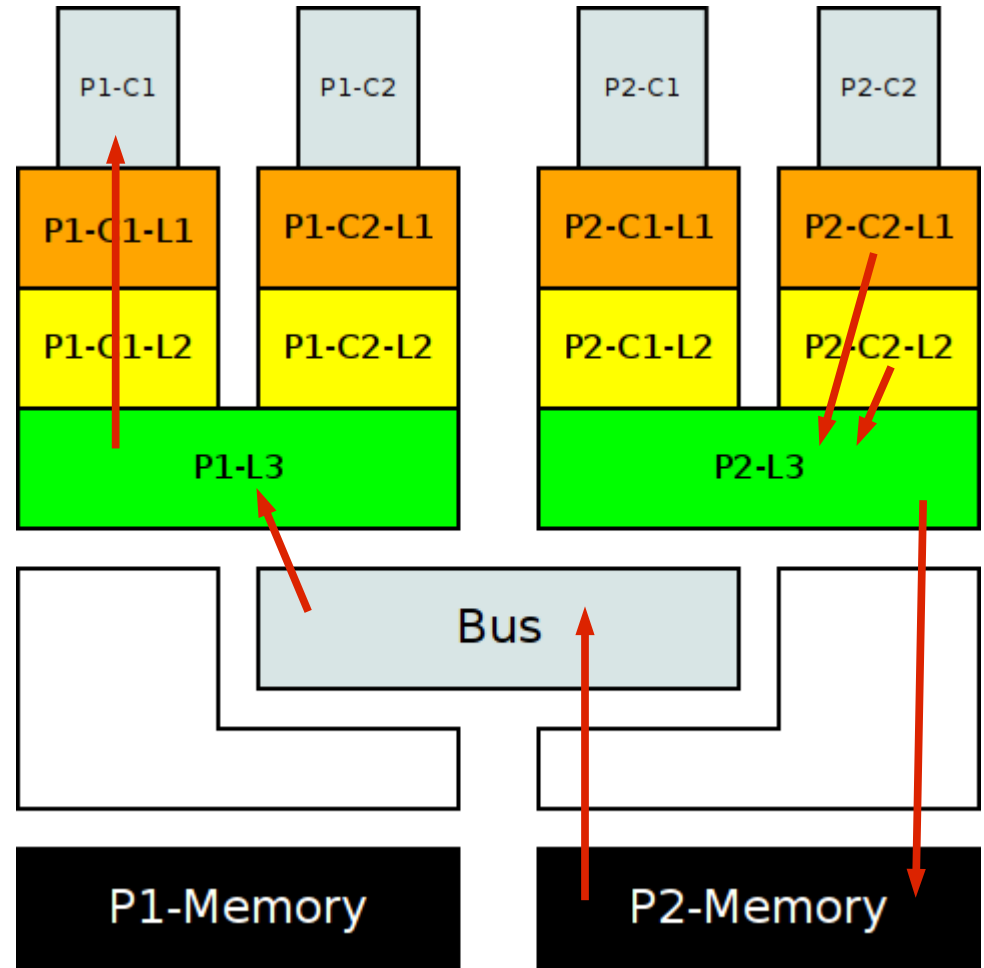 P1-C1
P1-C2
P2-C1
P2-C2
P1-C1-L1
P1-C2-L1
P2-C1-L1
P2-C2-L1
P1-C1-L2
P1-C2-L2
P2-C1-L2
P2-C2-L2
P1-L3
P2-L3
Bus
P1-Memory
P2-Memory